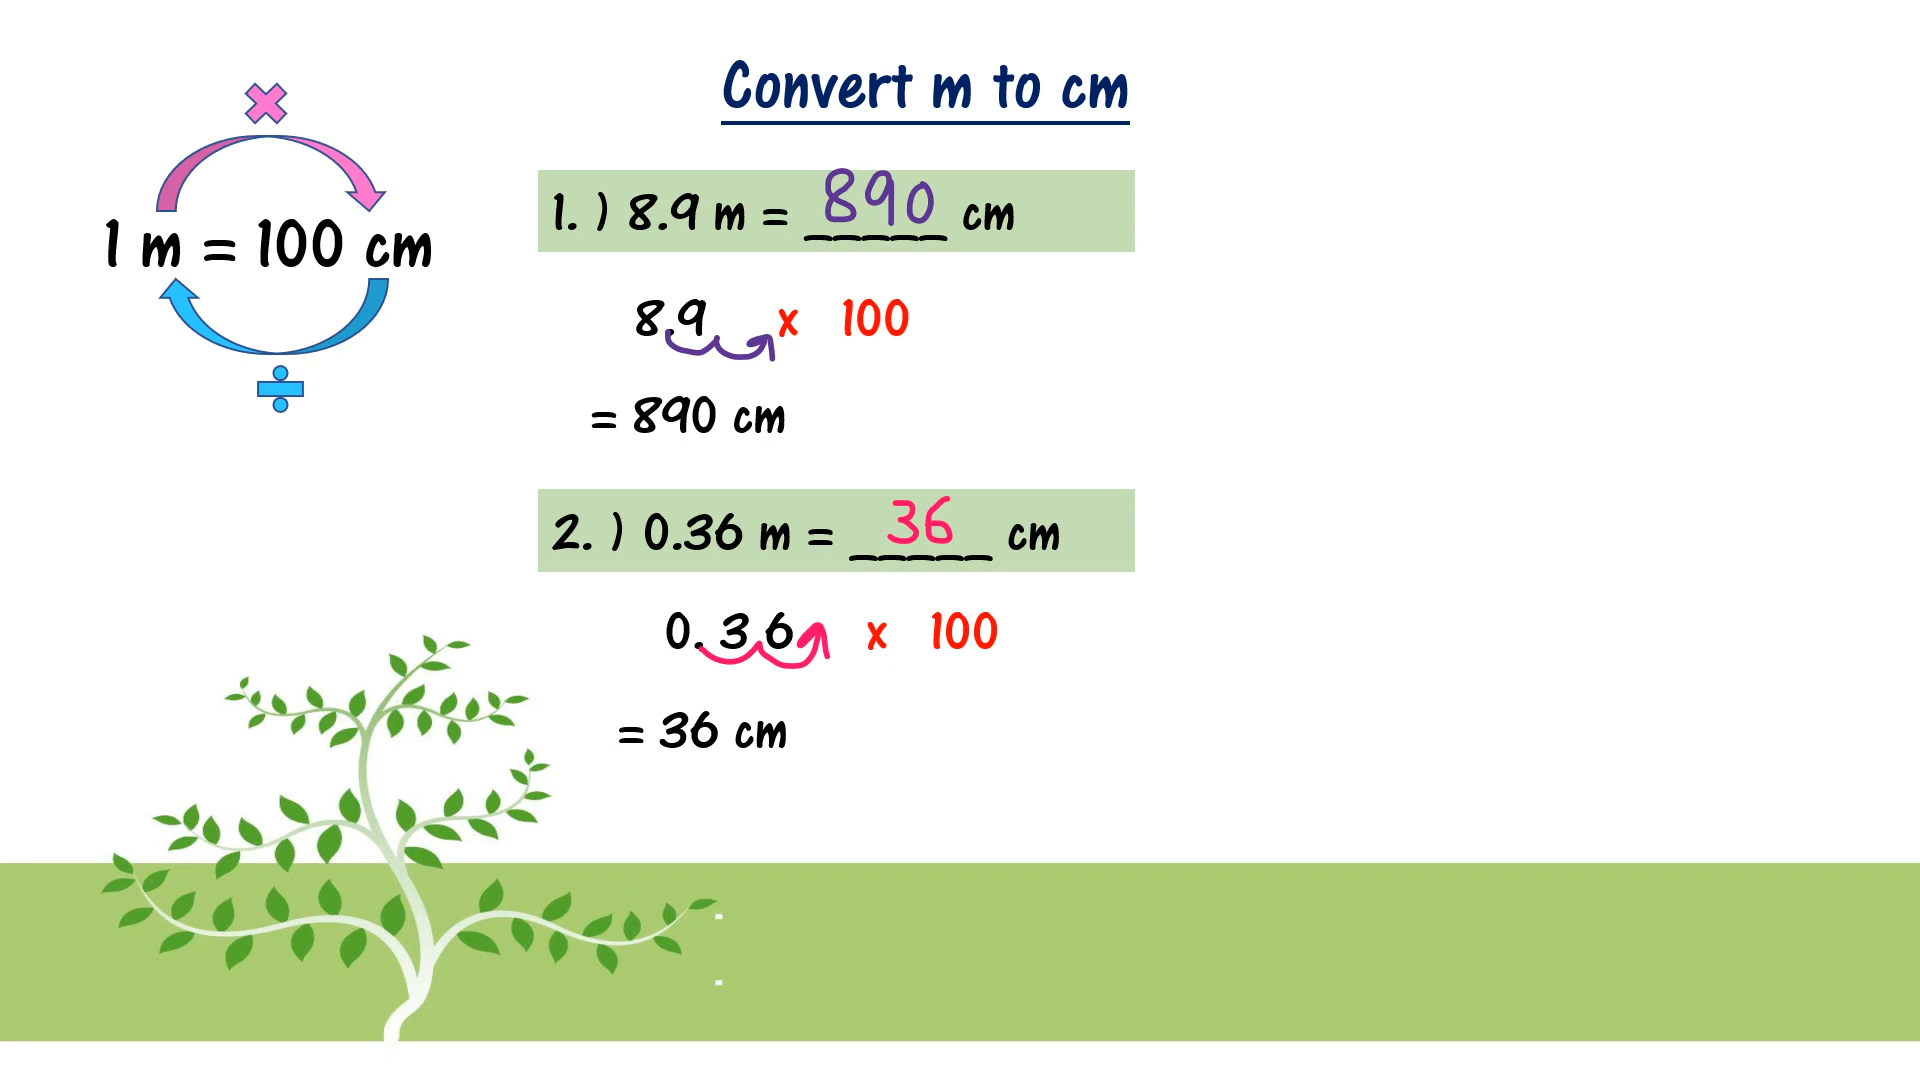 Convert m to cm
1 m = 100 cm
1. ) 8.9 m = 890 cm
8.9 x 100
= 890 cm
2. ) 0.36 m = 36 cm
0.36 x 100
= 36 cm